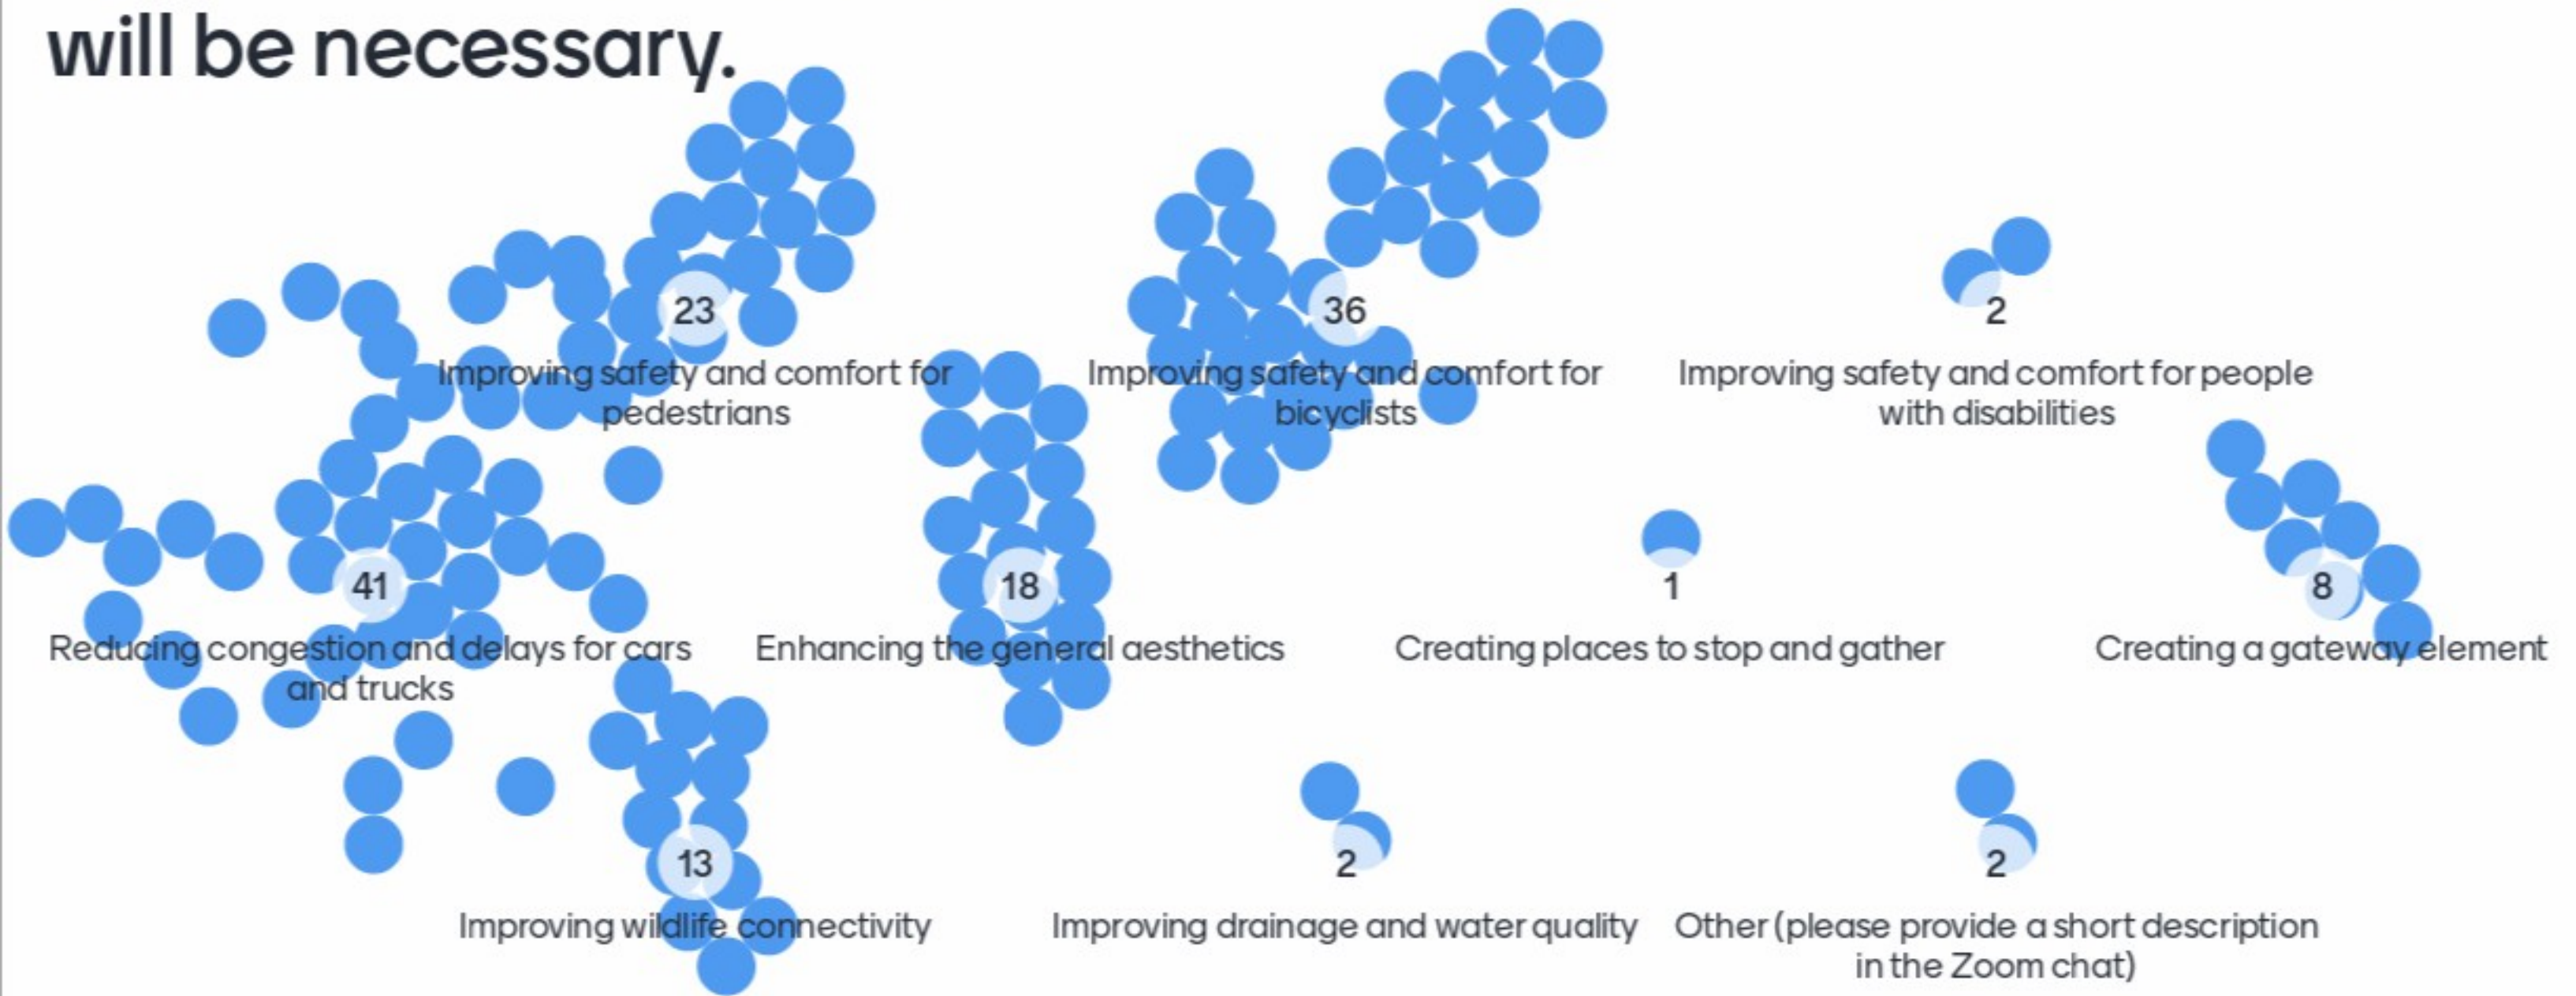 will be necessary.
23
Improving safety and comfort for
pedestrians
36
Improving safety and comfort for
bicyclists
2
Improving safety and comfort for people
with disabilities
41
Reducing congestion and delays for cars
and trucks
18
Enhancing the general aesthetics
1
Creating places to stop and gather
8
Creating a gateway element
13
Improving wildlife connectivity
2
Improving drainage and water quality
2
Other (please provide a short description
in the Zoom chat)